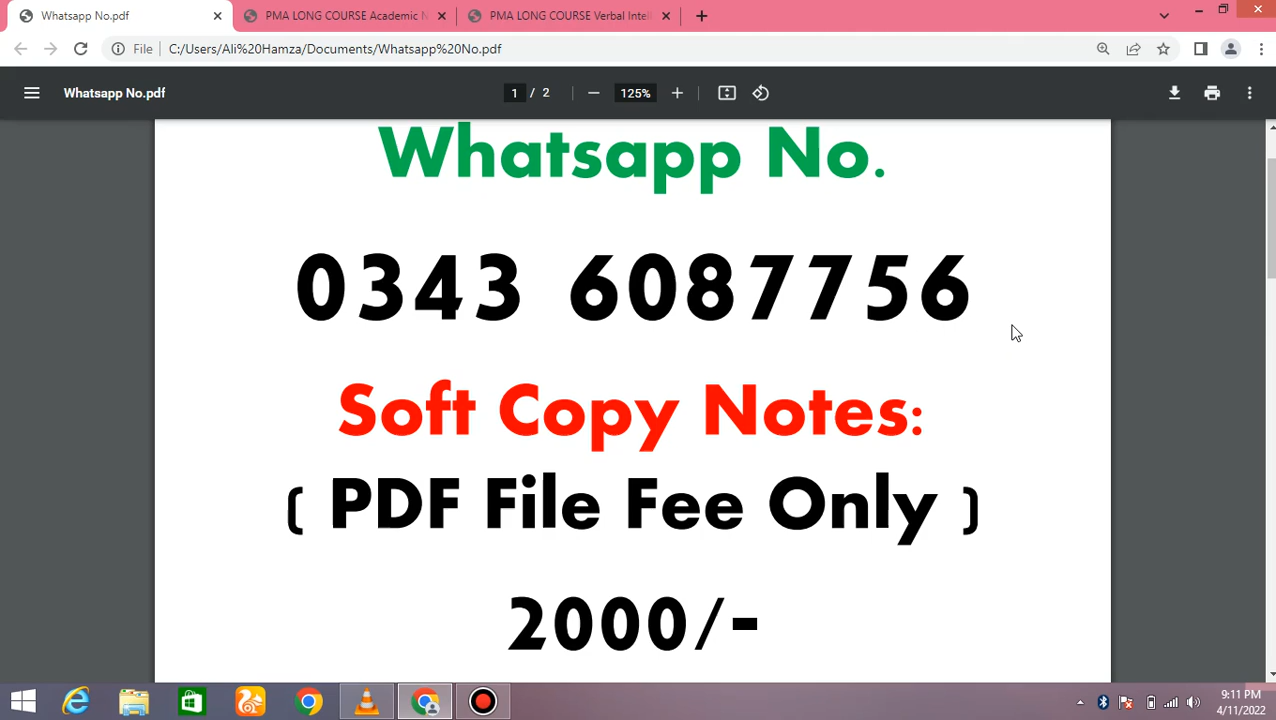 Whatsapp No.pdf
PMA LONG COURSE Academic N
PMA LONG COURSE Verbal Intell
File
C:/Users/Ali%20Hamza/Documents/Whatsapp%20No.pdf
Whatsapp No.pdf
1 / 2
125%
Whatsapp No.
0343 6087756
Soft Copy Notes:
( PDF File Fee Only )
2000/-
9:11 PM
4/11/2022